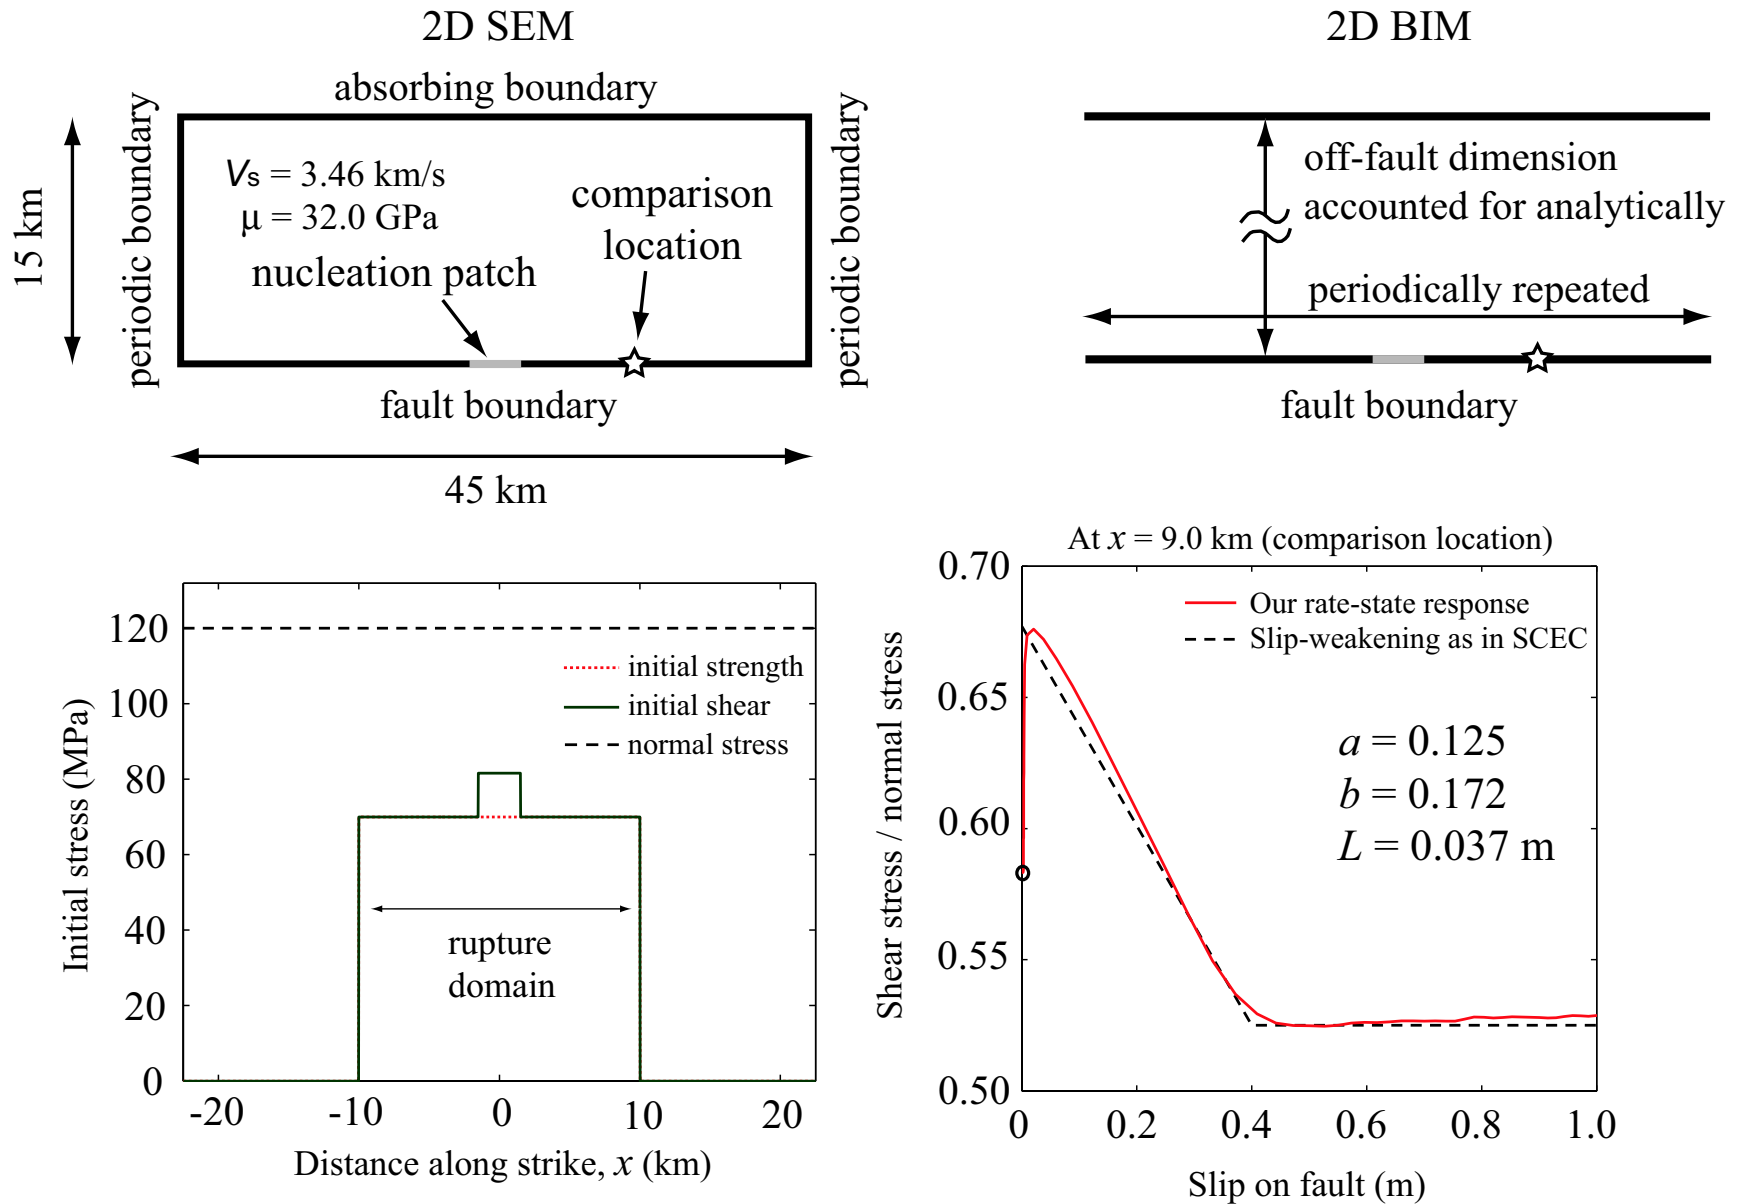 2D SEM
absorbing boundary
periodic boundary
15 km
Vs = 3.46 km/s
μ = 32.0 GPa
comparison
location
nucleation patch
periodic boundary
fault boundary
45 km
2D BIM
off-fault dimension
accounted for analytically
periodically repeated
fault boundary
Initial stress (MPa)
120
100
80
60
40
20
0
initial strength
initial shear
normal stress
rupture
domain
-20
-10
0
10
20
Distance along strike, x (km)
At x = 9.0 km (comparison location)
Shear stress / normal stress
0.70
0.65
0.60
0.55
0.50
Our rate-state response
Slip-weakening as in SCEC
a = 0.125
b = 0.172
L = 0.037 m
0
0.2
0.4
0.6
0.8
1.0
Slip on fault (m)